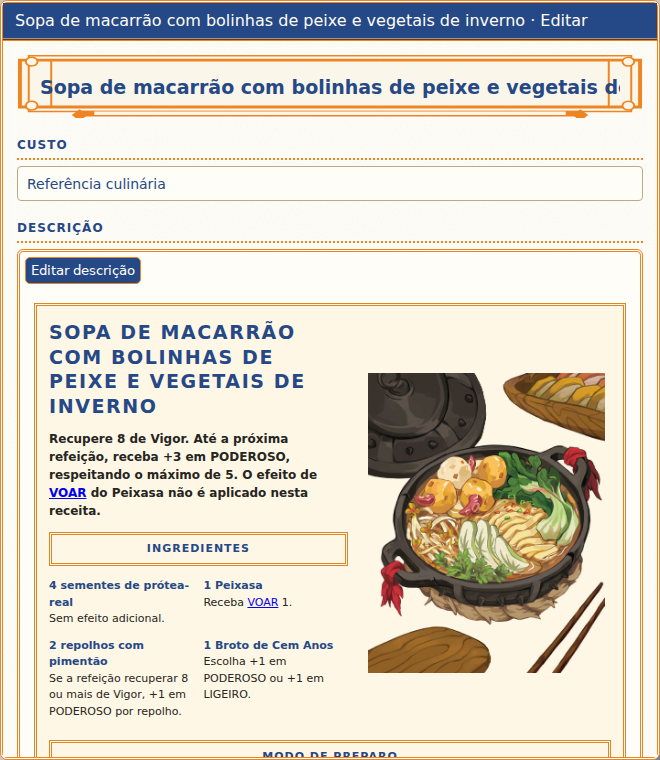 Sopa de macarrão com bolinhas de peixe e vegetais de inverno · Editar
Sopa de macarrão com bolinhas de peixe e vegetais de
CUSTO
Referência culinária
DESCRIÇÃO
Editar descrição
SOPA DE MACARRÃO
COM BOLINHAS DE
PEIXE E VEGETAIS DE
INVERNO
Recupere 8 de Vigor. Até a próxima
refeição, receba +3 em PODEROSO,
respeitando o máximo de 5. O efeito de
VOAR do Peixasa não é aplicado nesta
receita.
INGREDIENTES
4 sementes de prótea-
real
Sem efeito adicional.
1 Peixasa
Receba VOAR 1.
2 repolhos com
pimentão
Se a refeição recuperar 8
ou mais de Vigor, +1 em
PODEROSO por repolho.
1 Broto de Cem Anos
Escolha +1 em
PODEROSO ou +1 em
LIGEIRO.
MODO DE PREPARO